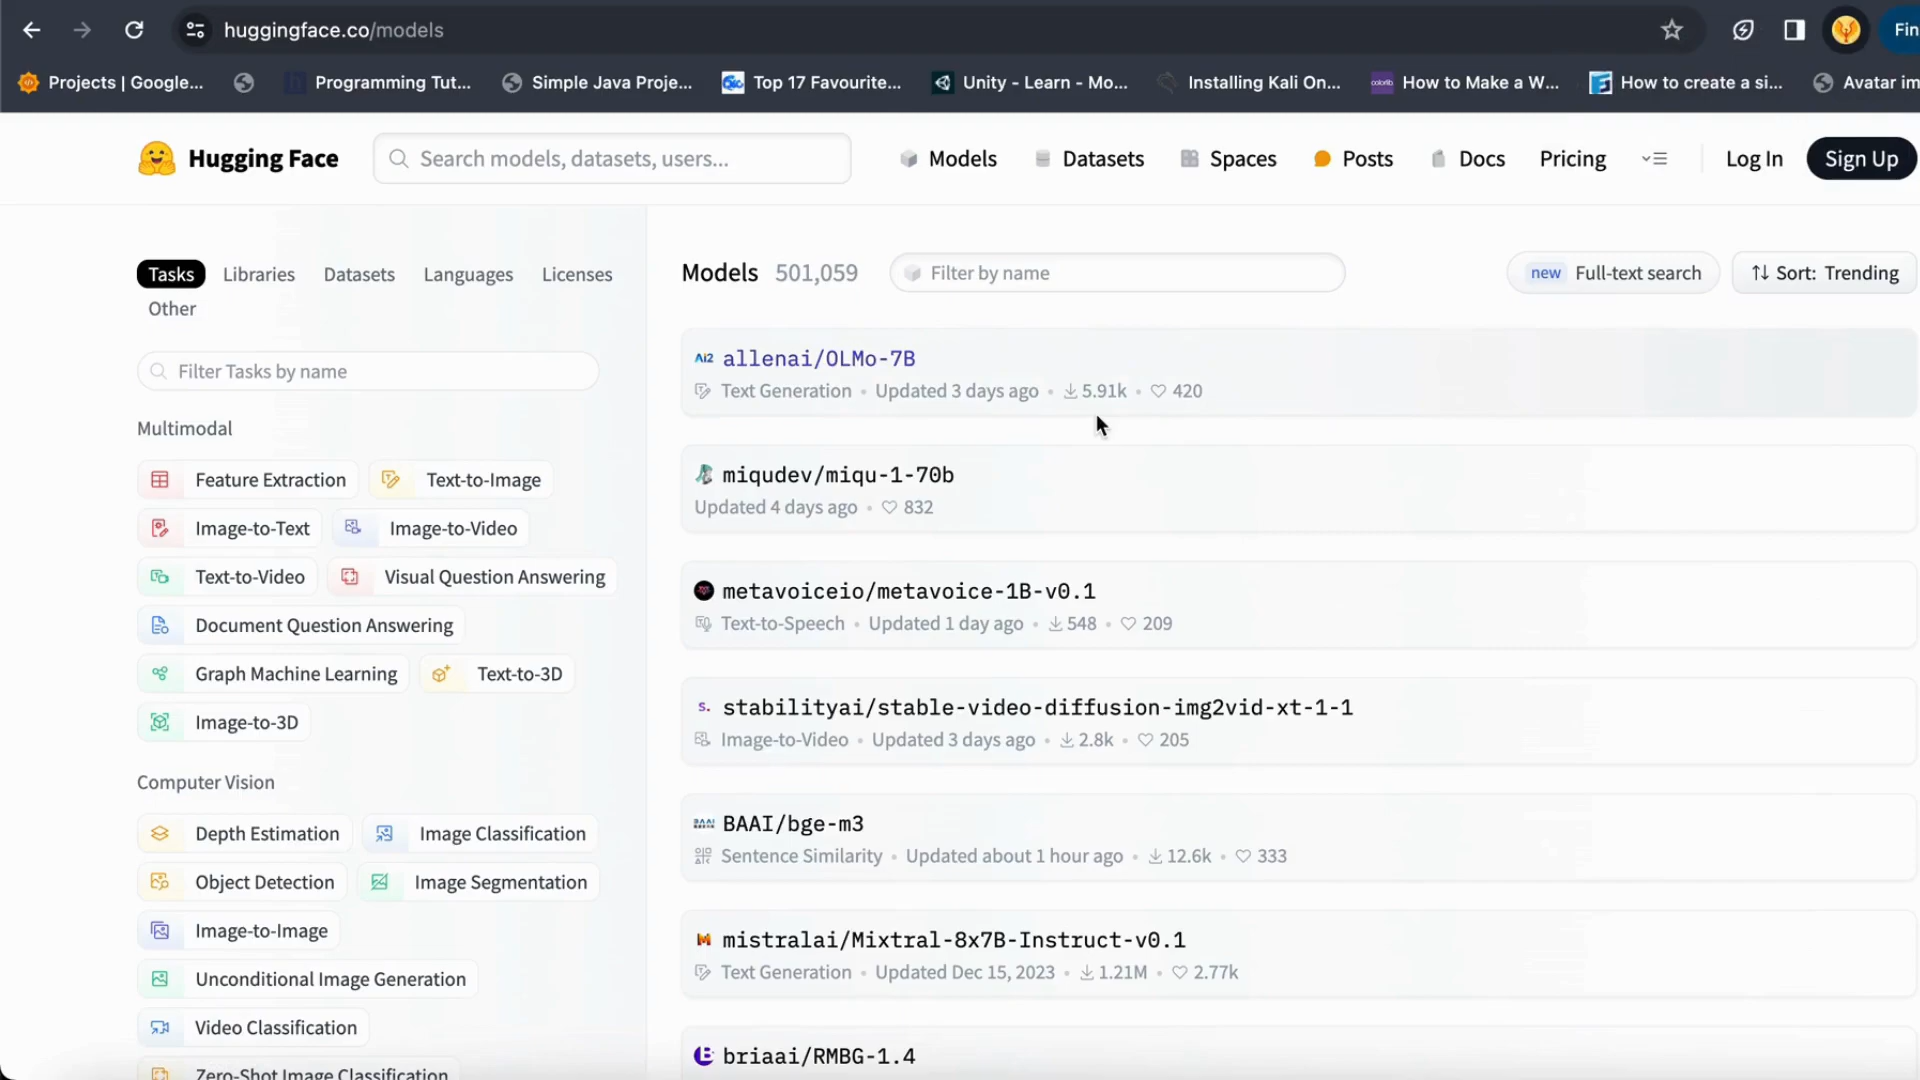 huggingface.co/models
Fin
Projects | Google...
Programming Tut...
Simple Java Proje...
Top 17 Favourite...
Unity - Learn - Mo...
Installing Kali On...
How to Make a W...
How to create a si...
Avatar im
Hugging Face
Search models, datasets, users...
Models
Datasets
Spaces
Posts
Docs
Pricing
Log In
Sign Up
Tasks
Libraries
Datasets
Languages
Licenses
Other
Filter Tasks by name
Multimodal
Feature Extraction
Text-to-Image
Image-to-Text
Image-to-Video
Text-to-Video
Visual Question Answering
Document Question Answering
Graph Machine Learning
Text-to-3D
Image-to-3D
Computer Vision
Depth Estimation
Image Classification
Object Detection
Image Segmentation
Image-to-Image
Unconditional Image Generation
Video Classification
Zero-Shot Image Classification
Models 501,059
Filter by name
new Full-text search
Sort: Trending
Ai2 allenai/OLMo-7B
Text Generation • Updated 3 days ago • 5.91k • 420
miqudev/miqu-1-70b
Updated 4 days ago • 832
metavoiceio/metavoice-1B-v0.1
Text-to-Speech • Updated 1 day ago • 548 • 209
S. stabilityai/stable-video-diffusion-img2vid-xt-1-1
Image-to-Video • Updated 3 days ago • 2.8k • 205
BAAI BAAI/bge-m3
Sentence Similarity • Updated about 1 hour ago • 12.6k • 333
mistralai/Mixtral-8x7B-Instruct-v0.1
Text Generation • Updated Dec 15, 2023 • 1.21M • 2.77k
briaai/RMBG-1.4